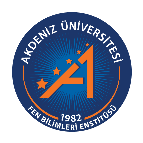 AKDENİZ ÜNİVERSİTESİ
1982
FEN BİLİMLERİ ENSTİTÜSÜ